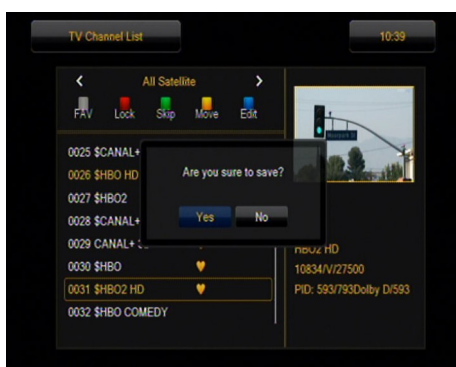 TV Channel List
10:39
All Satellite
FAV Lock Skip Move Edit
0025 $CANAL+
0026 $HBO HD
0027 $HBO2
0028 $CANAL+
0029 CANAL+
0030 $HBO
0031 $HBO2 HD
0032 $HBO COMEDY
Are you sure to save?
Yes No
HBO2 HD
10834/V/27500
PID: 593/793Dolby D/593